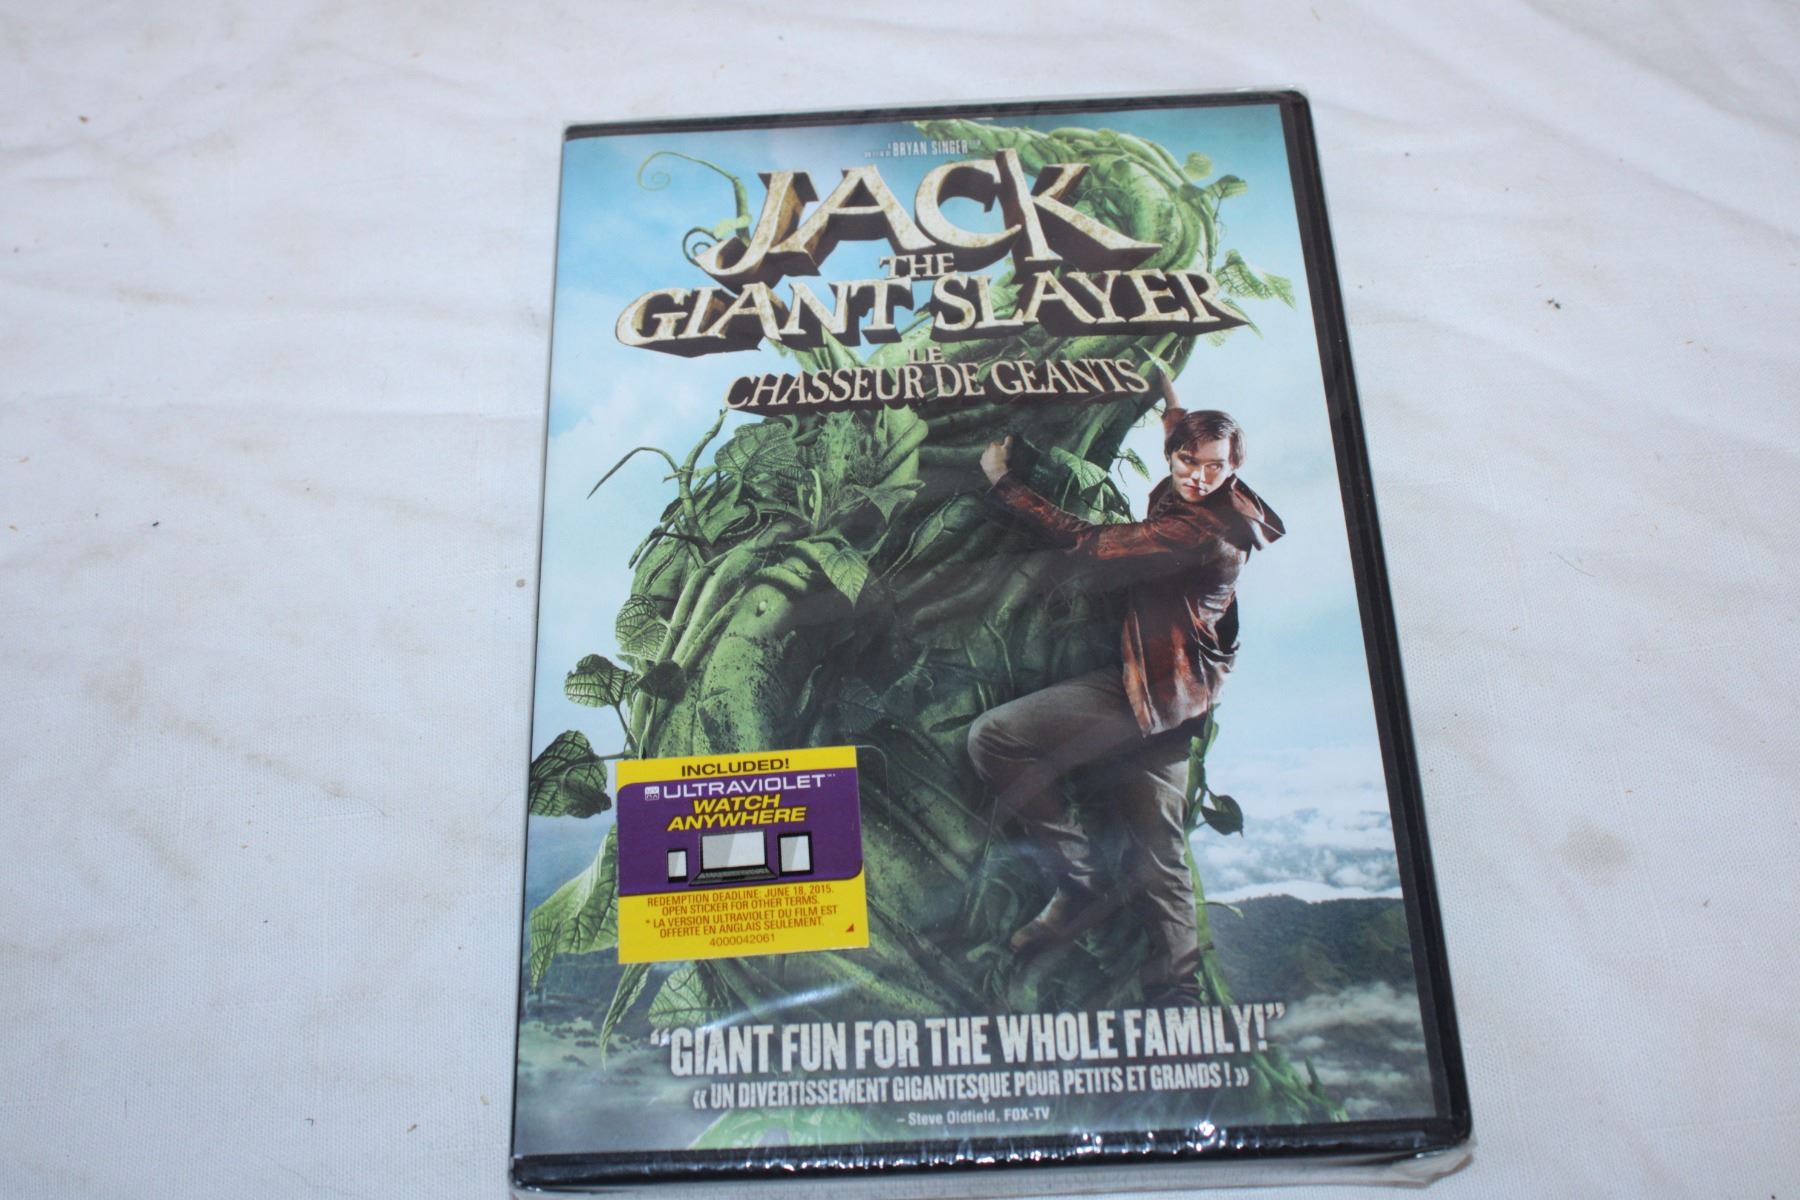 BRYAN SINGER
JACK
THE
GIANT SLAYER
LE
CHASSEUR DE GÉANTS
INCLUDED!
ULTRAVIOLET
WATCH
ANYWHERE
REDEMPTION DEADLINE: JUNE 18, 2015.
OPEN STICKER FOR OTHER TERMS.
* LA VERSION ULTRAVIOLET DU FILM EST
OFFERTE EN ANGLAIS SEULEMENT.
4000042061
“GIANT FUN FOR THE WHOLE FAMILY!”
« UN DIVERTISSEMENT GIGANTESQUE POUR PETITS ET GRANDS ! »
– Steve Oldfield, FOX-TV